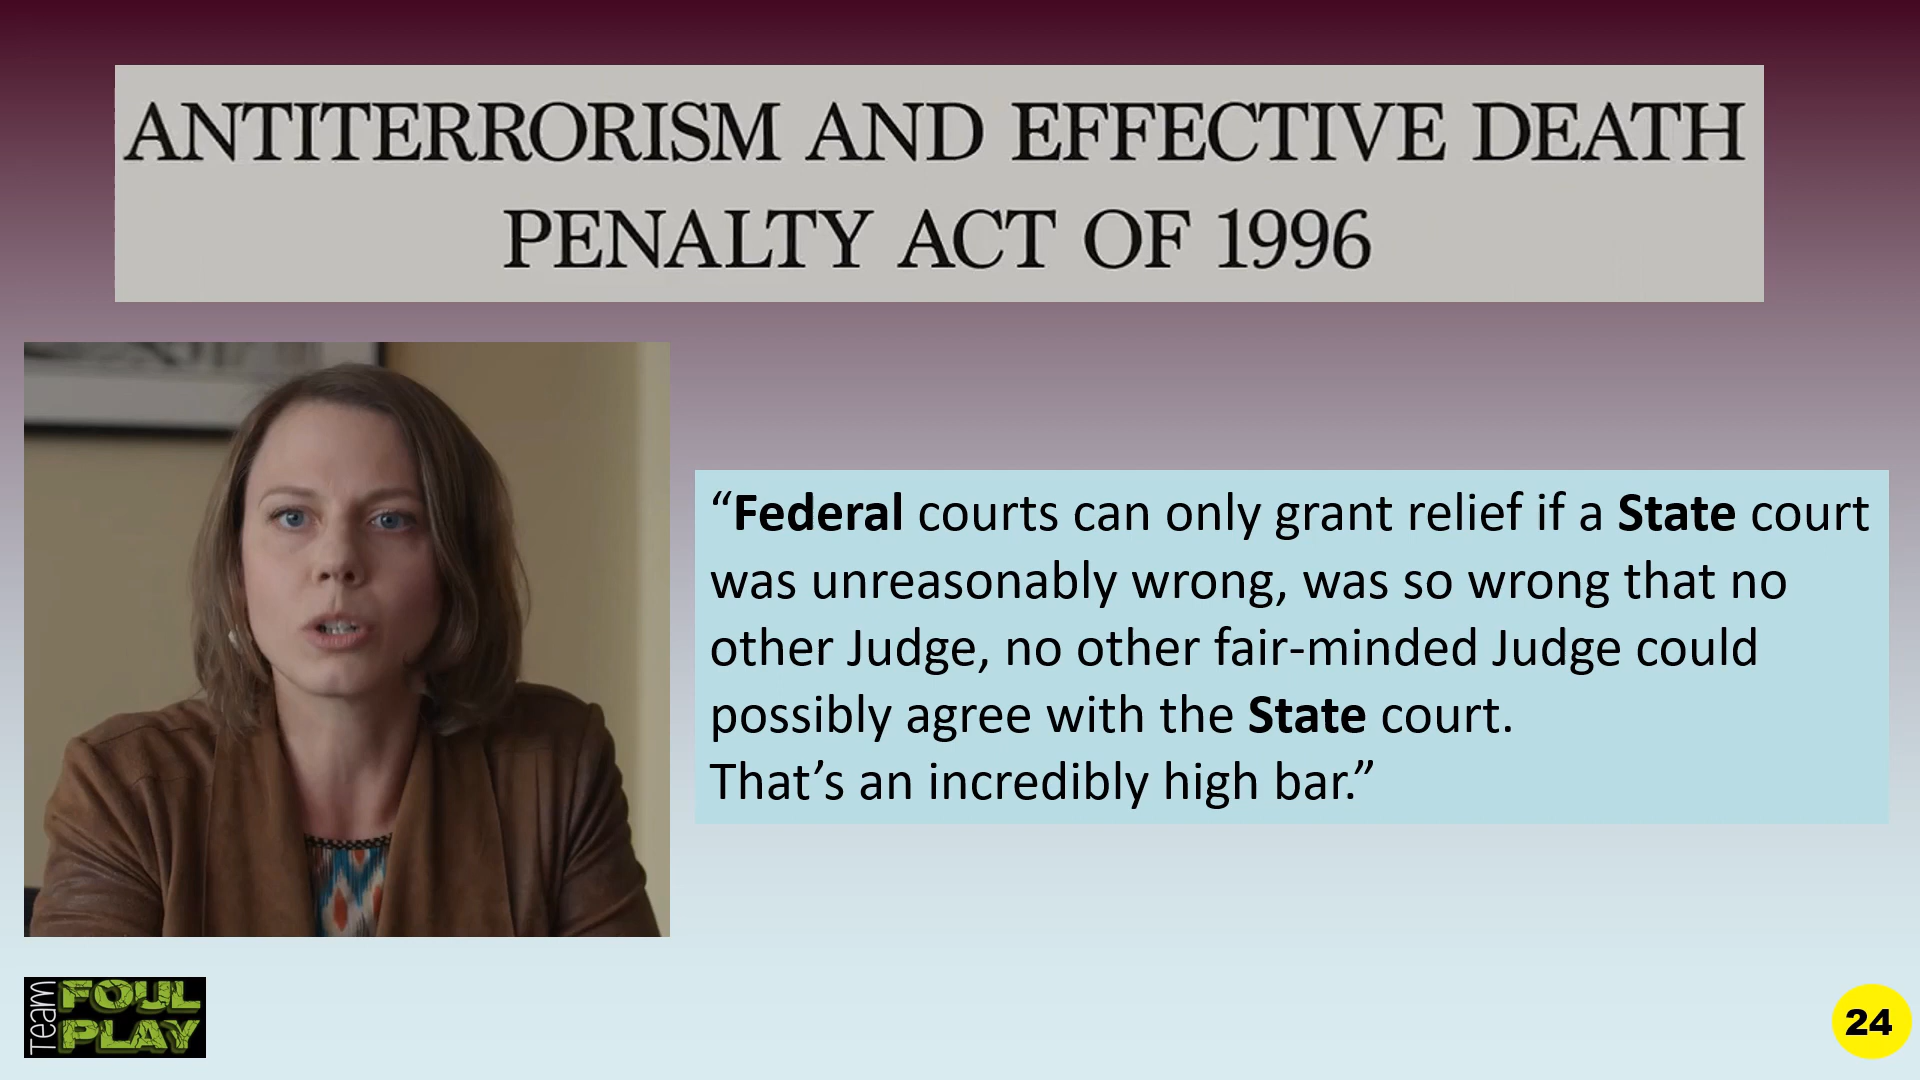 ANTITERRORISM AND EFFECTIVE DEATH
PENALTY ACT OF 1996
“Federal courts can only grant relief if a State court
was unreasonably wrong, was so wrong that no
other Judge, no other fair-minded Judge could
possibly agree with the State court.
That’s an incredibly high bar.”
Team
FOUL
PLAY
24